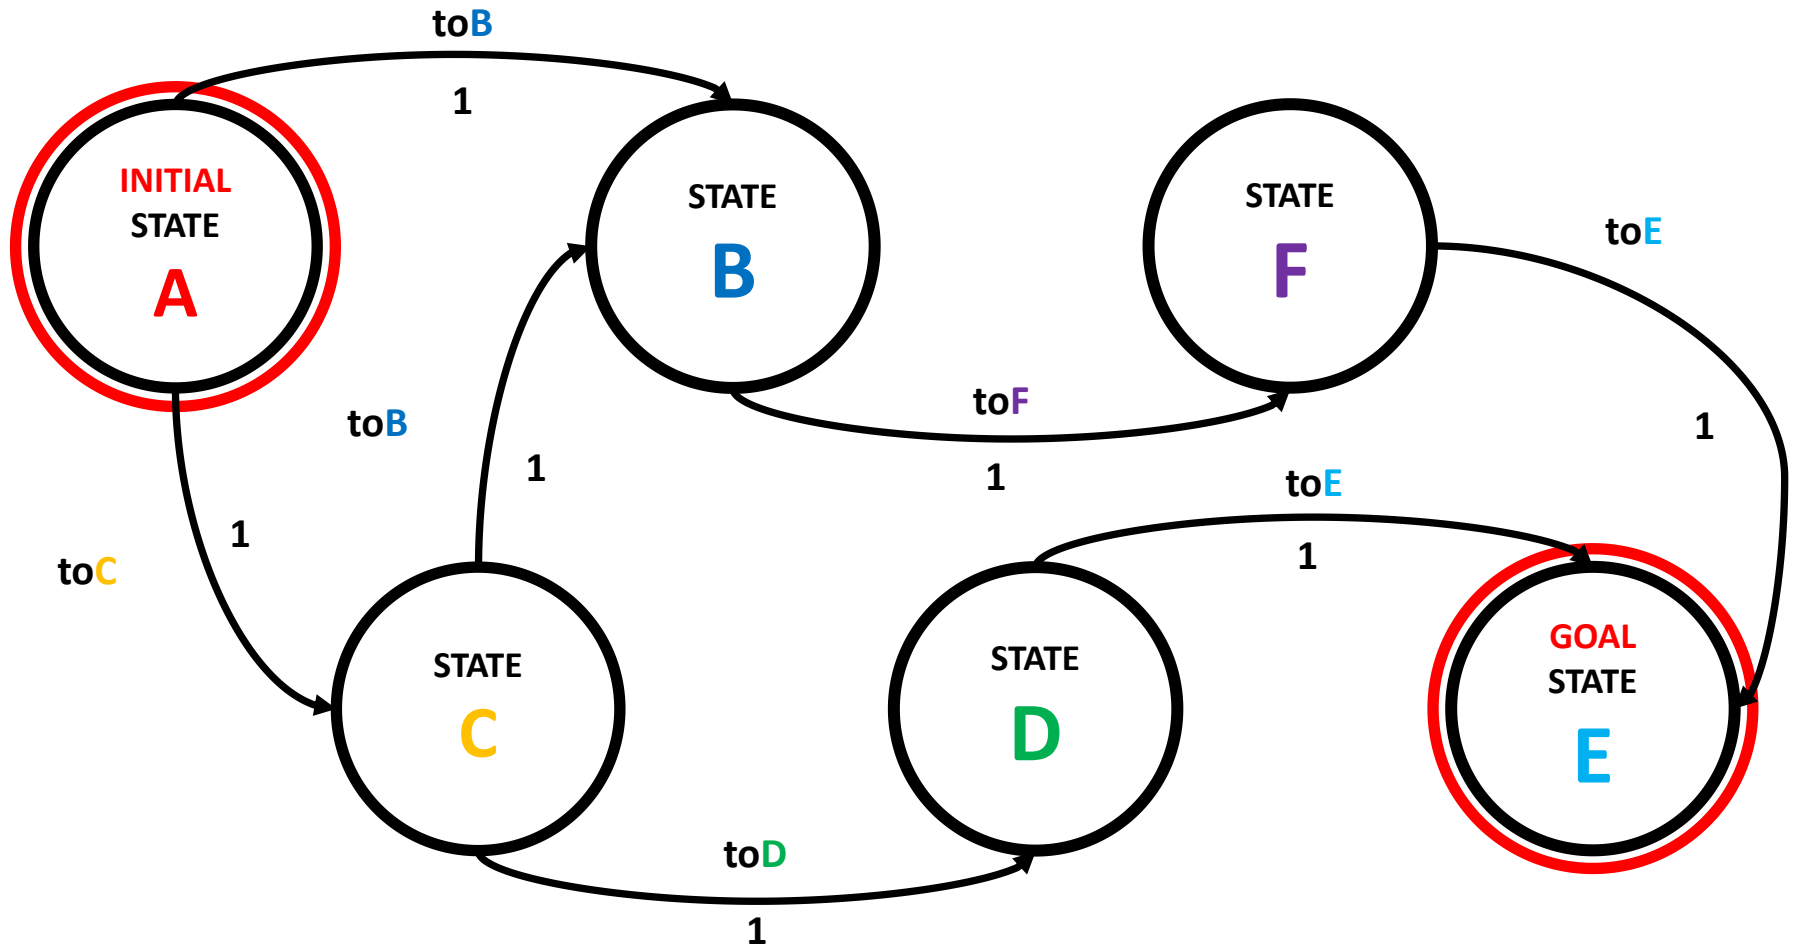 toB
1
INITIAL
STATE
A
STATE
B
STATE
F
toE
toB
1
toF
1
1
toC
1
toE
1
STATE
C
STATE
D
GOAL
STATE
E
toD
1